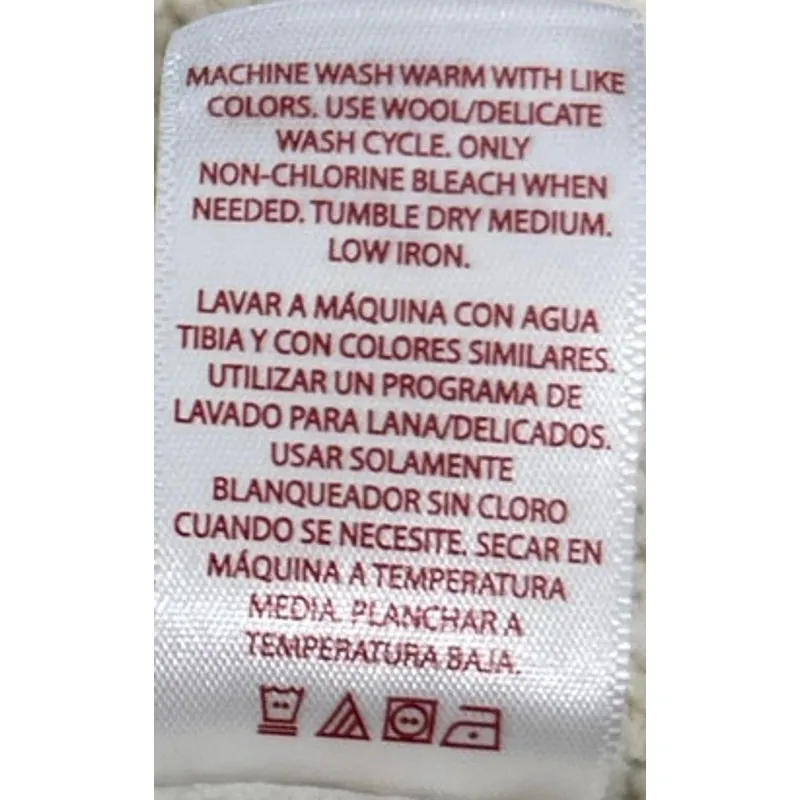 MACHINE WASH WARM WITH LIKE
COLORS. USE WOOL/DELICATE
WASH CYCLE. ONLY
NON-CHLORINE BLEACH WHEN
NEEDED. TUMBLE DRY MEDIUM.
LOW IRON.
LAVAR A MÁQUINA CON AGUA
TIBIA Y CON COLORES SIMILARES.
UTILIZAR UN PROGRAMA DE
LAVADO PARA LANA/DELICADOS.
USAR SOLAMENTE
BLANQUEADOR SIN CLORO
CUANDO SE NECESITE. SECAR EN
MÁQUINA A TEMPERATURA
MEDIA. PLANCHAR A
TEMPERATURA BAJA.